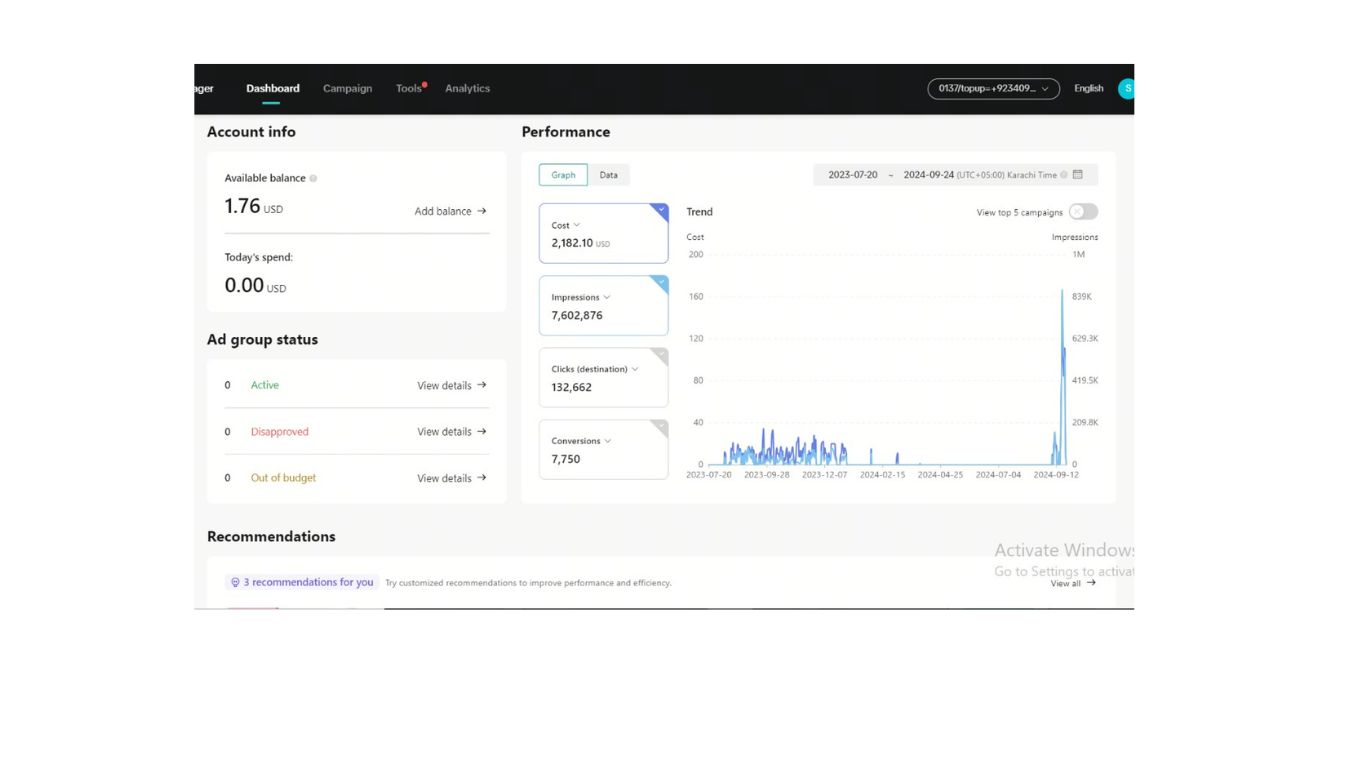 ager Dashboard Campaign Tools Analytics 0137/topup=+923409... English S
Account info
Available balance
1.76 USD
Add balance →
Today's spend:
0.00 USD
Ad group status
0 Active View details →
0 Disapproved View details →
0 Out of budget View details →
Performance
Graph Data
2023-07-20 ~ 2024-09-24 (UTC+05:00) Karachi Time
Cost
2,182.10 USD
Impressions
7,602,876
Clicks (destination)
132,662
Conversions
7,750
Trend
View top 5 campaigns
Cost Impressions
200 1M
160 839K
120 629.3K
80 419.5K
40 209.8K
0 0
2023-07-20 2023-09-28 2023-12-07 2024-02-15 2024-04-25 2024-07-04 2024-09-12
Recommendations
3 recommendations for you Try customized recommendations to improve performance and efficiency.
View all →
Activate Windows
Go to Settings to activat